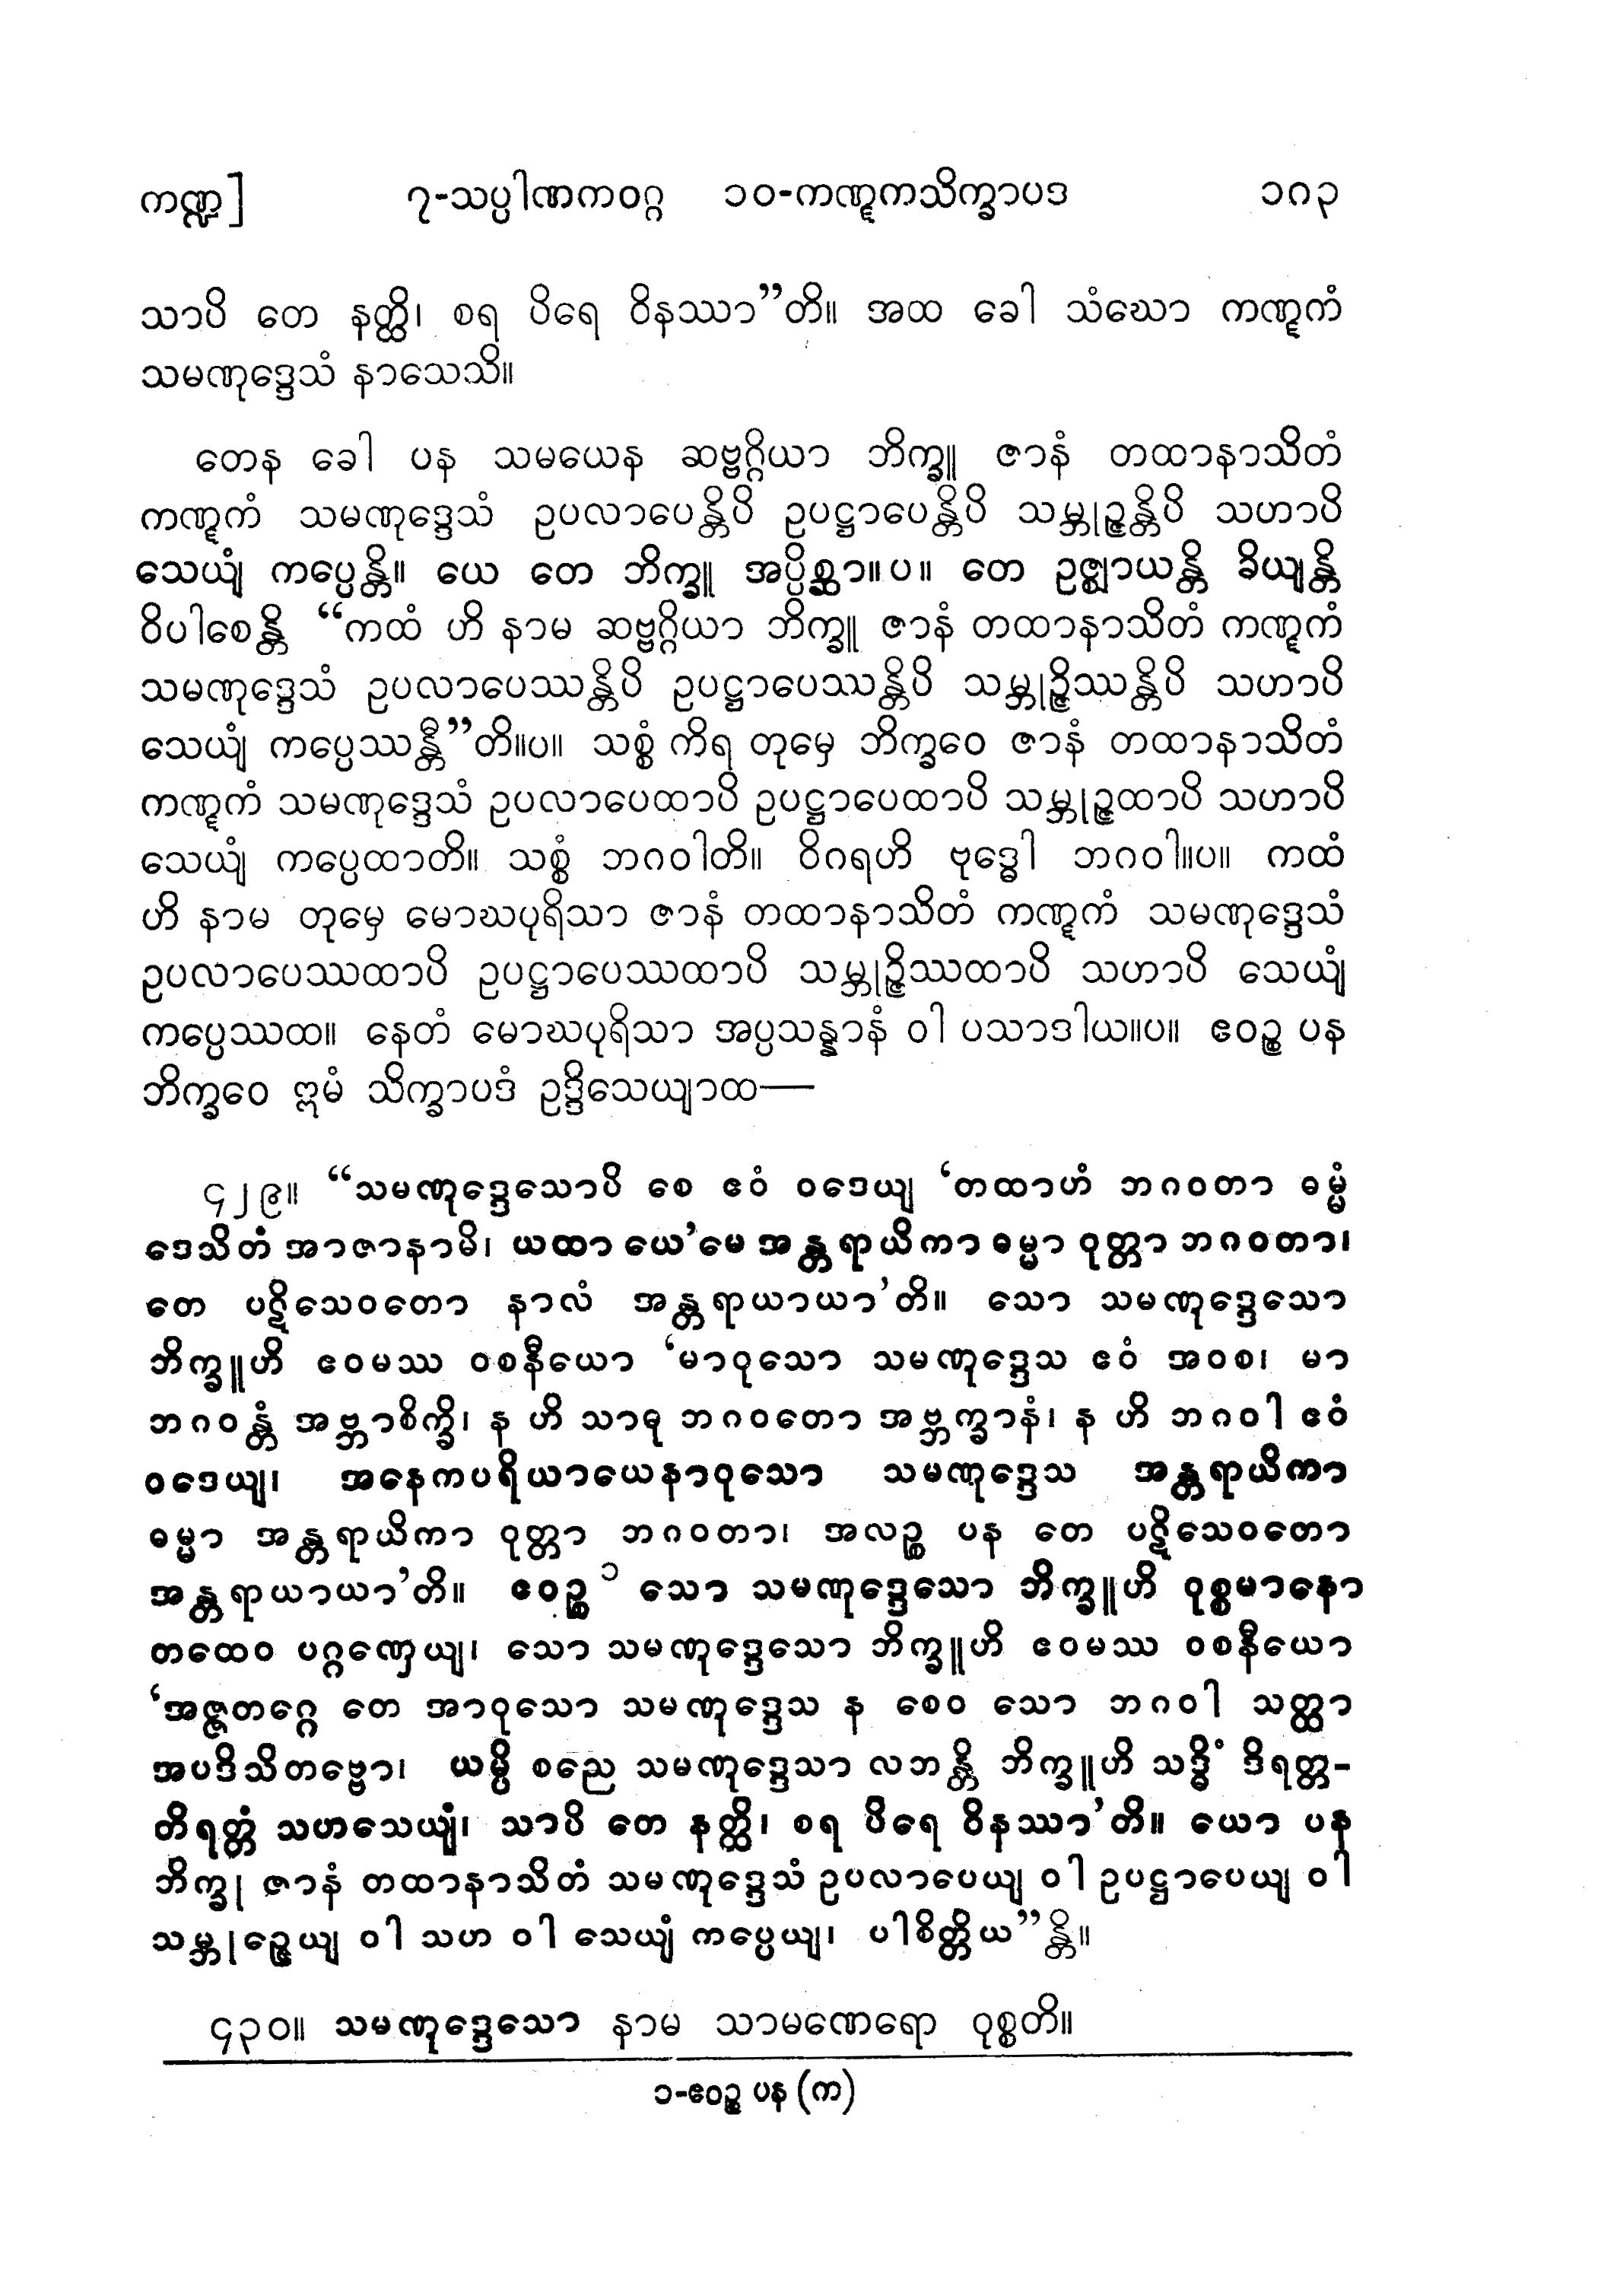 ကဏ္ဍ] ၇-သပ္ပါဏကဝဂ္ဂ ၁၀-ကဏ္ဋကသိက္ခာပဒ ၁၈၃
သာပိ တေ နတ္ထိ၊ စရ ပိရေ ဝိနဿာ”တိ။ အထ ခေါ သံဃော ကဏ္ဋကံ
သမဏုဒ္ဒေသံ နာသေသိ။
တေန ခေါ ပန သမယေန ဆဗ္ဗဂ္ဂိယာ ဘိက္ခူ ဇာနံ တထာနာသိတံ
ကဏ္ဋကံ သမဏုဒ္ဒေသံ ဥပလာပေန္တိပိ ဥပဋ္ဌာပေန္တိပိ သမ္ဘုဉ္ဇန္တိပိ သဟာပိ
သေယျံ ကပ္ပေန္တိ။ ယေ တေ ဘိက္ခူ အပ္ပိစ္ဆာ။ပ။ တေ ဥဇ္ဈာယန္တိ ခိယျန္တိ
ဝိပါစေန္တိ “ကထံ ဟိ နာမ ဆဗ္ဗဂ္ဂိယာ ဘိက္ခူ ဇာနံ တထာနာသိတံ ကဏ္ဋကံ
သမဏုဒ္ဒေသံ ဥပလာပေဿန္တိပိ ဥပဋ္ဌာပေဿန္တိပိ သမ္ဘုဉ္ဇိဿန္တိပိ သဟာပိ
သေယျံ ကပ္ပေဿန္တီ”တိ။ပ။ သစ္စံ ကိရ တုမှေ ဘိက္ခဝေ ဇာနံ တထာနာသိတံ
ကဏ္ဋကံ သမဏုဒ္ဒေသံ ဥပလာပေထာပိ ဥပဋ္ဌာပေထာပိ သမ္ဘုဉ္ဇထာပိ သဟာပိ
သေယျံ ကပ္ပေထာတိ။ သစ္စံ ဘဂဝါတိ။ ဝိဂရဟိ ဗုဒ္ဓေါ ဘဂဝါ။ပ။ ကထံ
ဟိ နာမ တုမှေ မောဃပုရိသာ ဇာနံ တထာနာသိတံ ကဏ္ဋကံ သမဏုဒ္ဒေသံ
ဥပလာပေဿထာပိ ဥပဋ္ဌာပေဿထာပိ သမ္ဘုဉ္ဇိဿထာပိ သဟာပိ သေယျံ
ကပ္ပေဿထ။ နေတံ မောဃပုရိသာ အပ္ပသန္နာနံ ဝါ ပသာဒါယ။ပ။ ဧဝဉ္စ ပန
ဘိက္ခဝေ ဣမံ သိက္ခာပဒံ ဥဒ္ဒိသေယျာထ—
၄၂၉။ “သမဏုဒ္ဒေသောပိ စေ ဧဝံ ဝဒေယျ ‘တထာဟံ ဘဂဝတာ ဓမ္မံ
ဒေသိတံ အာဇာနာမိ၊ ယထာ ယေ’မေ အန္တရာယိကာ ဓမ္မာ ဝုတ္တာ ဘဂဝတာ၊
တေ ပဋိသေဝတော နာလံ အန္တရာယာယာ’တိ။ သော သမဏုဒ္ဒေသော
ဘိက္ခူဟိ ဧဝမဿ ဝစနီယော ‘မာဝုသော သမဏုဒ္ဒေသ ဧဝံ အဝစ၊ မာ
ဘဂဝန္တံ အဗ္ဘာစိက္ခိ၊ န ဟိ သာဓု ဘဂဝတော အဗ္ဘက္ခာနံ၊ န ဟိ ဘဂဝါ ဧဝံ
ဝဒေယျ၊ အနေကပရိယာယေနာဝုသော သမဏုဒ္ဒေသ အန္တရာယိကာ
ဓမ္မာ အန္တရာယိကာ ဝုတ္တာ ဘဂဝတာ၊ အလဉ္စ ပန တေ ပဋိသေဝတော
အန္တရာယာယာ’တိ။ ဧဝဉ္စ ၁ သော သမဏုဒ္ဒေသော ဘိက္ခူဟိ ဝုစ္စမာနော
တထေဝ ပဂ္ဂဏှေယျ၊ သော သမဏုဒ္ဒေသော ဘိက္ခူဟိ ဧဝမဿ ဝစနီယော
‘အဇ္ဇတဂ္ဂေ တေ အာဝုသော သမဏုဒ္ဒေသ န စေဝ သော ဘဂဝါ သတ္ထာ
အပဒိသိတဗ္ဗော၊ ယမ္ပိ စညေ သမဏုဒ္ဒေသာ လဘန္တိ ဘိက္ခူဟိ သဒ္ဓိံ ဒိရတ္တ-
တိရတ္တံ သဟသေယျံ၊ သာပိ တေ နတ္ထိ၊ စရ ပိရေ ဝိနဿာ’တိ။ ယော ပန
ဘိက္ခု ဇာနံ တထာနာသိတံ သမဏုဒ္ဒေသံ ဥပလာပေယျ ဝါ ဥပဋ္ဌာပေယျ ဝါ
သမ္ဘုဉ္ဇေယျ ဝါ သဟ ဝါ သေယျံ ကပ္ပေယျ၊ ပါစိတ္တိယ”န္တိ။
၄၃၀။ သမဏုဒ္ဒေသော နာမ သာမဏေရော ဝုစ္စတိ။
၁-ဧဝဉ္စ ပန (က)